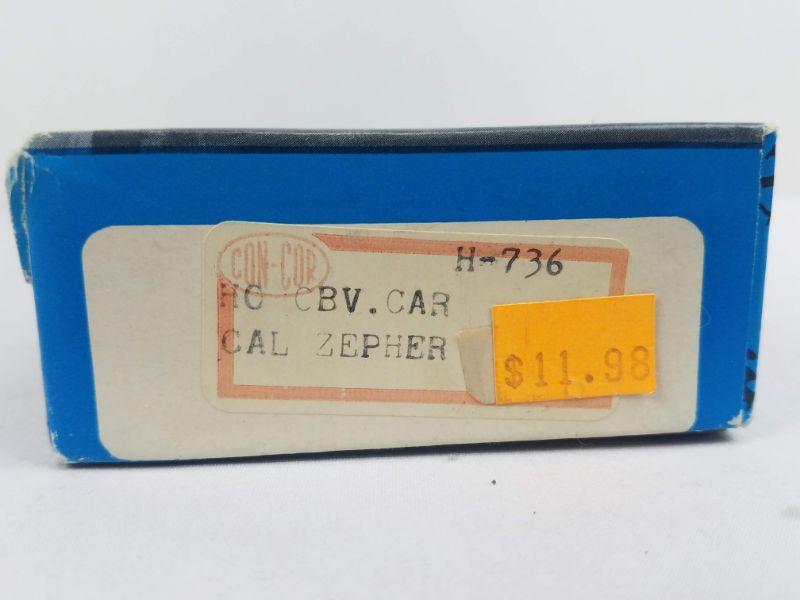 CON-COR
H-736
HO CBV. CAR
CAL ZEPHER
$11.98